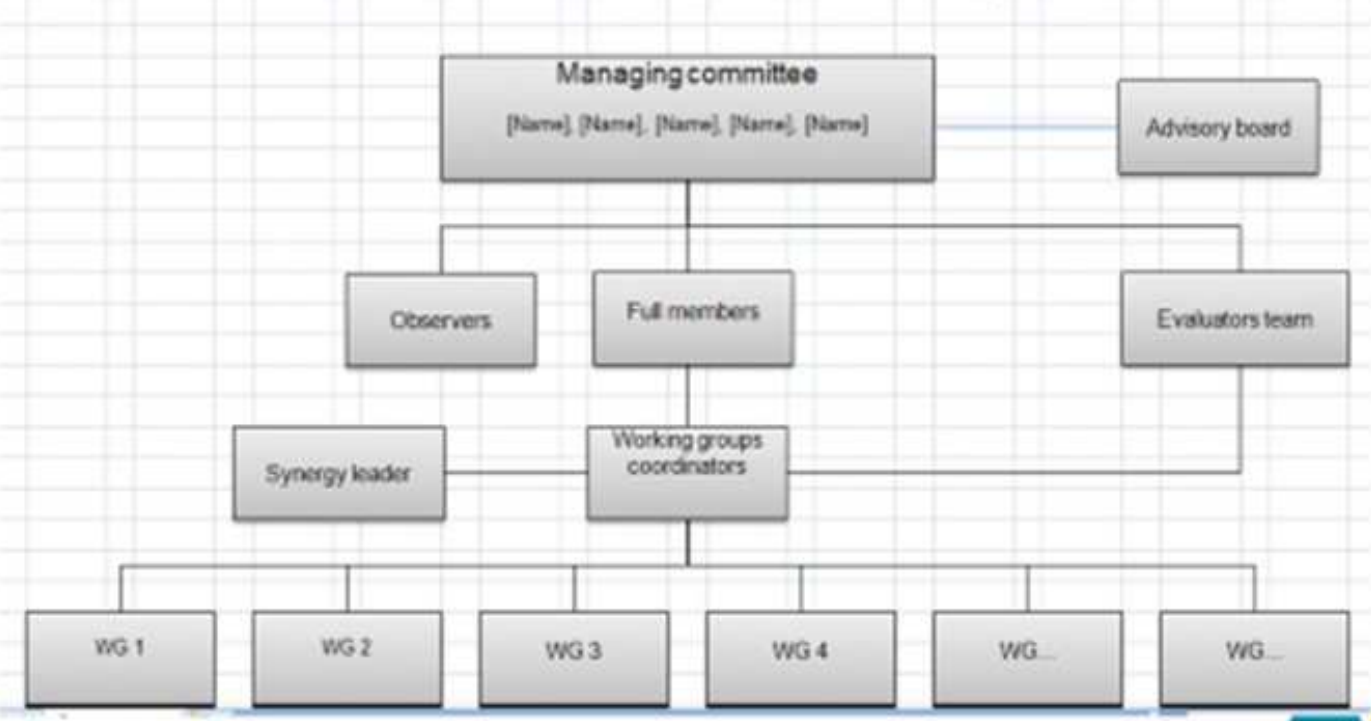 Managing committee
[Name], [Name], [Name], [Name], [Name]
Advisory board
Observers
Full members
Evaluators team
Synergy leader
Working groups
coordinators
WG 1
WG 2
WG 3
WG 4
WG...
WG...